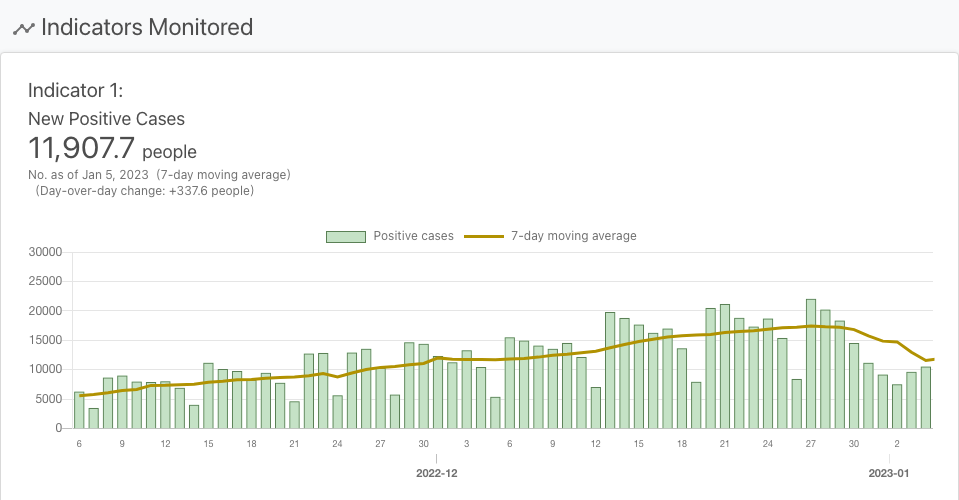 Indicators Monitored
Indicator 1:
New Positive Cases
11,907.7 people
No. as of Jan 5, 2023 (7-day moving average)
(Day-over-day change: +337.6 people)
Positive cases 7-day moving average
30000
25000
20000
15000
10000
5000
0
6 9 12 15 18 21 24 27 30 3 6 9 12 15 18 21 24 27 30 2
2022-12 2023-01